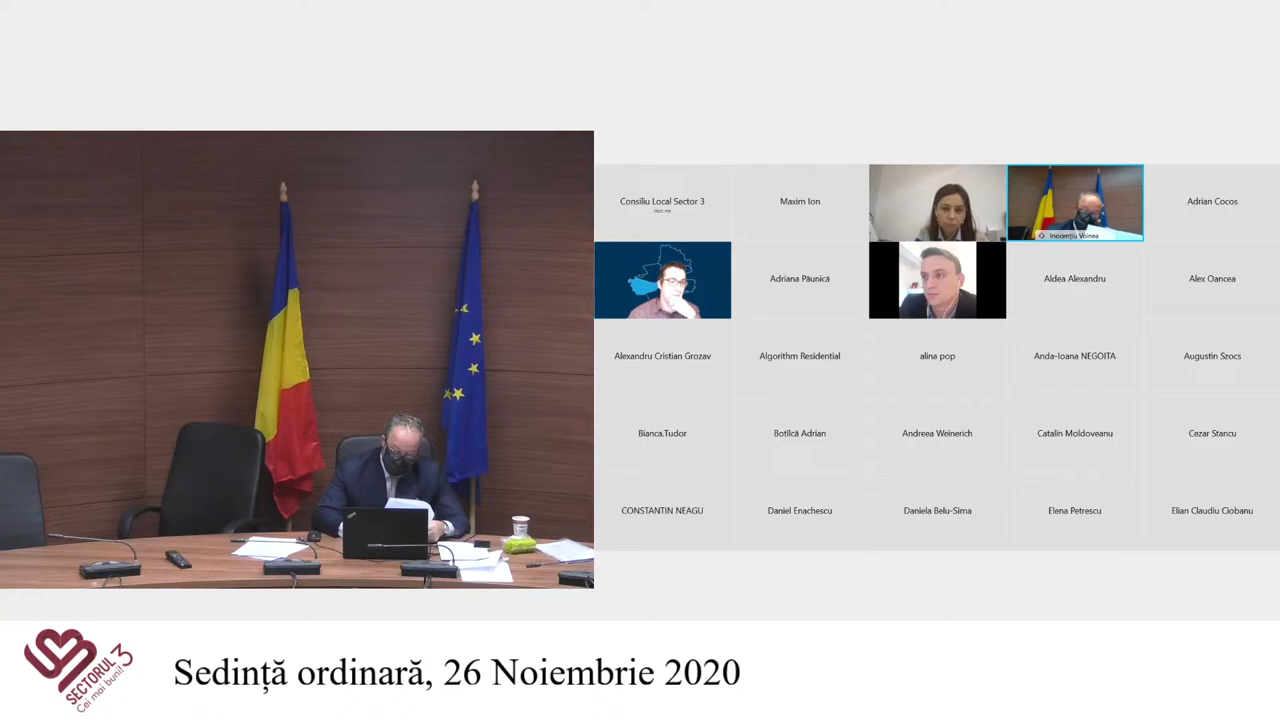 Consiliu Local Sector 3
Maxim Ion
Inocențiu Voinea
Adrian Cocos
Adriana Păunică
Aldea Alexandru
Alex Oancea
Alexandru Cristian Grozav
Algorithm Residential
alina pop
Anda-Ioana NEGOITA
Augustin Szocs
Bianca.Tudor
Botîlcă Adrian
Andreea Weinerich
Catalin Moldoveanu
Cezar Stancu
CONSTANTIN NEAGU
Daniel Enachescu
Daniela Belu-Sima
Elena Petrescu
Elian Claudiu Ciobanu
SECTORUL 3
Cei mai buni!
Sedință ordinară, 26 Noiembrie 2020